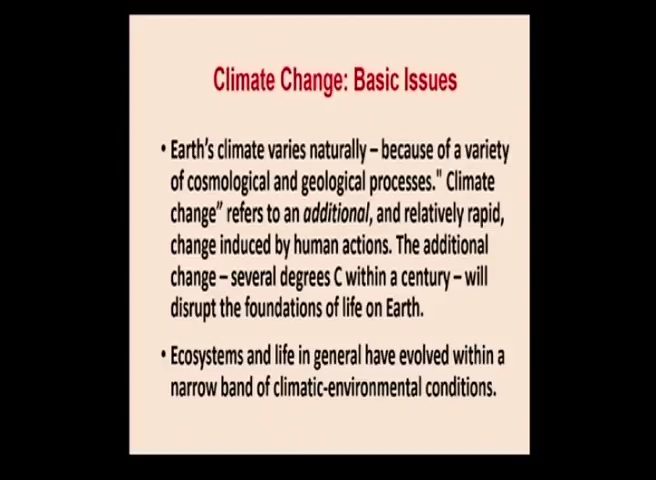 Climate Change: Basic Issues
• Earth's climate varies naturally – because of a variety
of cosmological and geological processes." Climate
change” refers to an additional, and relatively rapid,
change induced by human actions. The additional
change – several degrees C within a century – will
disrupt the foundations of life on Earth.
• Ecosystems and life in general have evolved within a
narrow band of climatic-environmental conditions.